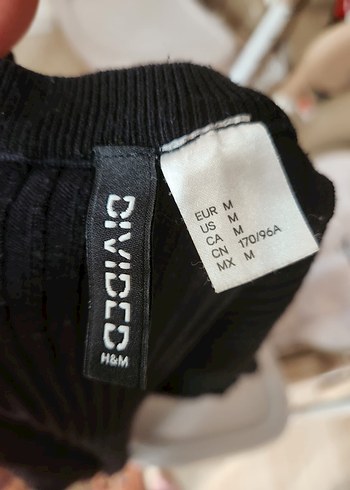 DIVIDED
H&M
EUR M
US M
CA M
CN 170/96A
MX M